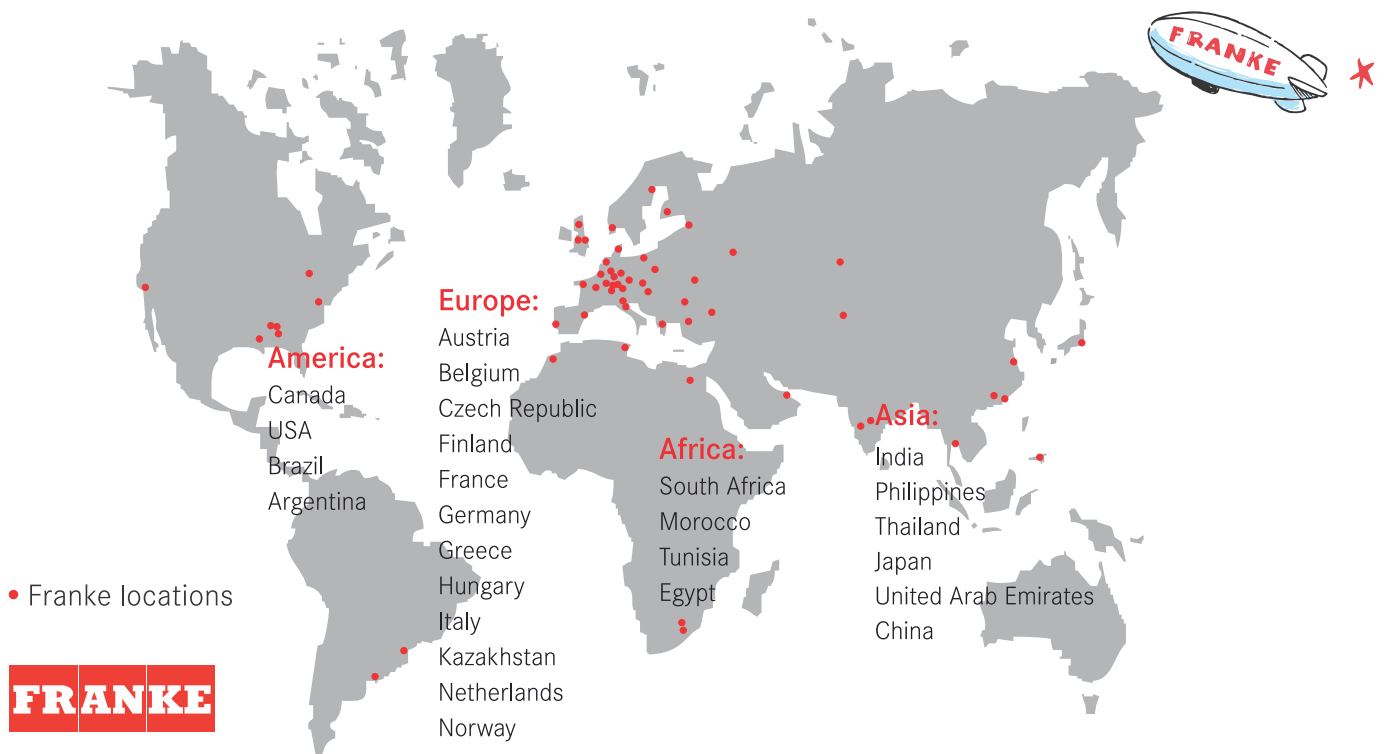 FRANKE
America:
Canada
USA
Brazil
Argentina
Europe:
Austria
Belgium
Czech Republic
Finland
France
Germany
Greece
Hungary
Italy
Kazakhstan
Netherlands
Norway
Africa:
South Africa
Morocco
Tunisia
Egypt
Asia:
India
Philippines
Thailand
Japan
United Arab Emirates
China
Franke locations
FRANKE